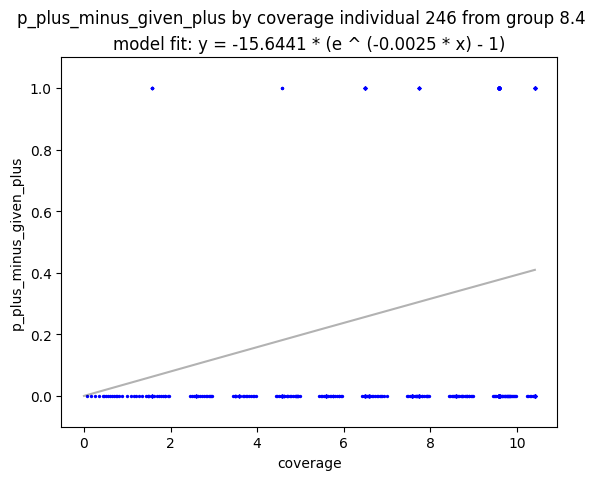 p_plus_minus_given_plus by coverage individual 246 from group 8.4
model fit: y = -15.6441 * (e ^ (-0.0025 * x) - 1)
1.0
0.8
0.6
0.4
0.2
0.0
p_plus_minus_given_plus
0 2 4 6 8 10
coverage